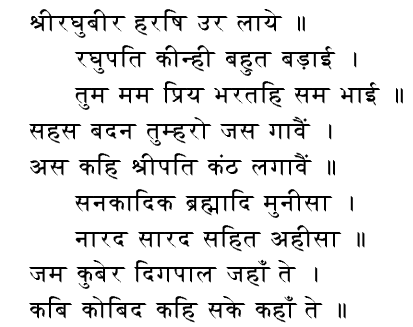 श्रीरघुबीर हरषि उर लाये ॥
रघुपति कीन्ही बहुत बड़ाई ।
तुम मम प्रिय भरतहि सम भाई ॥
सहस बदन तुम्हरो जस गावैं ।
अस कहि श्रीपति कंठ लगावैं ॥
सनकादिक ब्रह्मादि मुनीसा ।
नारद सारद सहित अहीसा ॥
जम कुबेर दिगपाल जहाँ ते ।
कबि कोबिद कहि सके कहाँ ते ॥